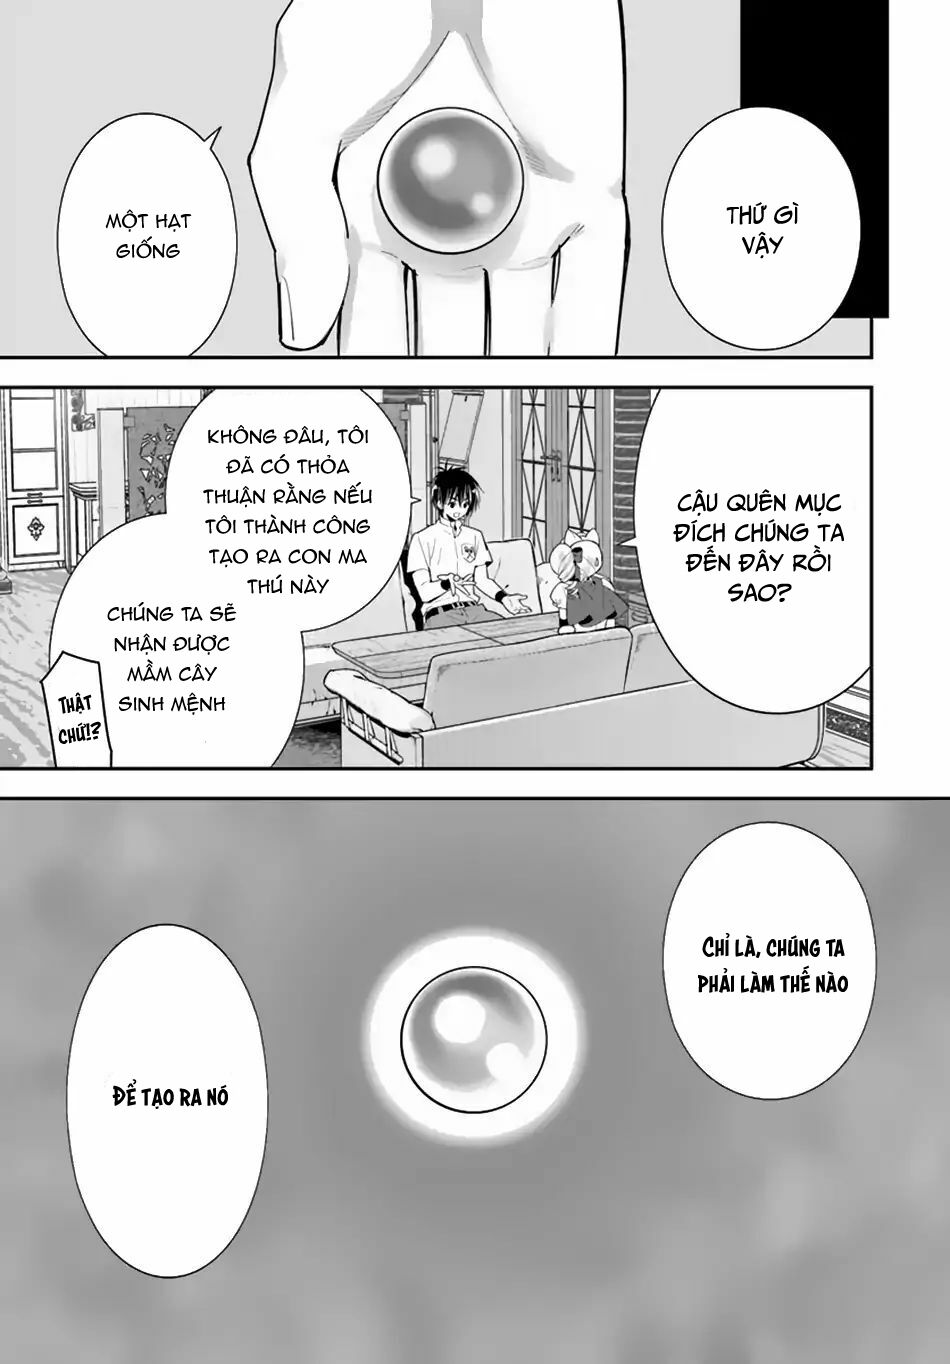 THỨ GÌ
VẬY
MỘT HẠT
GIỐNG
CẬU QUÊN MỤC
ĐÍCH CHÚNG TA
ĐẾN ĐÂY RỒI
SAO?
KHÔNG ĐÂU, TÔI
ĐÃ CÓ THỎA
THUẬN RẰNG NẾU
TÔI THÀNH CÔNG
TẠO RA CON MA
THÚ NÀY
CHÚNG TA SẼ
NHẬN ĐƯỢC
MẦM CÂY
SINH MỆNH
THẬT
CHỨ!?
CHỈ LÀ, CHÚNG TA
PHẢI LÀM THẾ NÀO
ĐỂ TẠO RA NÓ